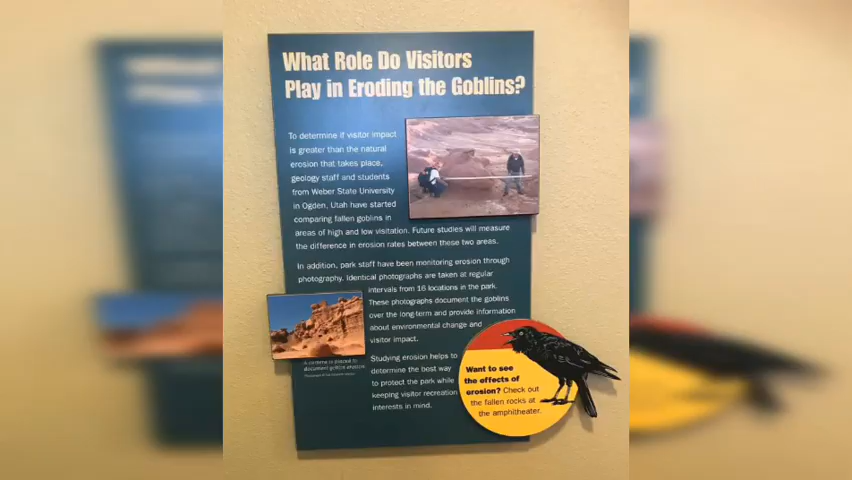 What Role Do Visitors
Play in Eroding the Goblins?
To determine if visitor impact
is greater than the natural
erosion that takes place,
geology staff and students
from Weber State University
in Ogden, Utah have started
comparing fallen goblins in
areas of high and low visitation. Future studies will measure
the difference in erosion rates between these two areas.
In addition, park staff have been monitoring erosion through
photography. Identical photographs are taken at regular
intervals from 16 locations in the park.
These photographs document the goblins
over the long-term and provide information
about environmental change and
visitor impact.
A camera is placed to
document goblin erosion.
Studying erosion helps to
determine the best way
to protect the park while
keeping visitor recreation
interests in mind.
Want to see
the effects of
erosion? Check out
the fallen rocks at
the amphitheater.